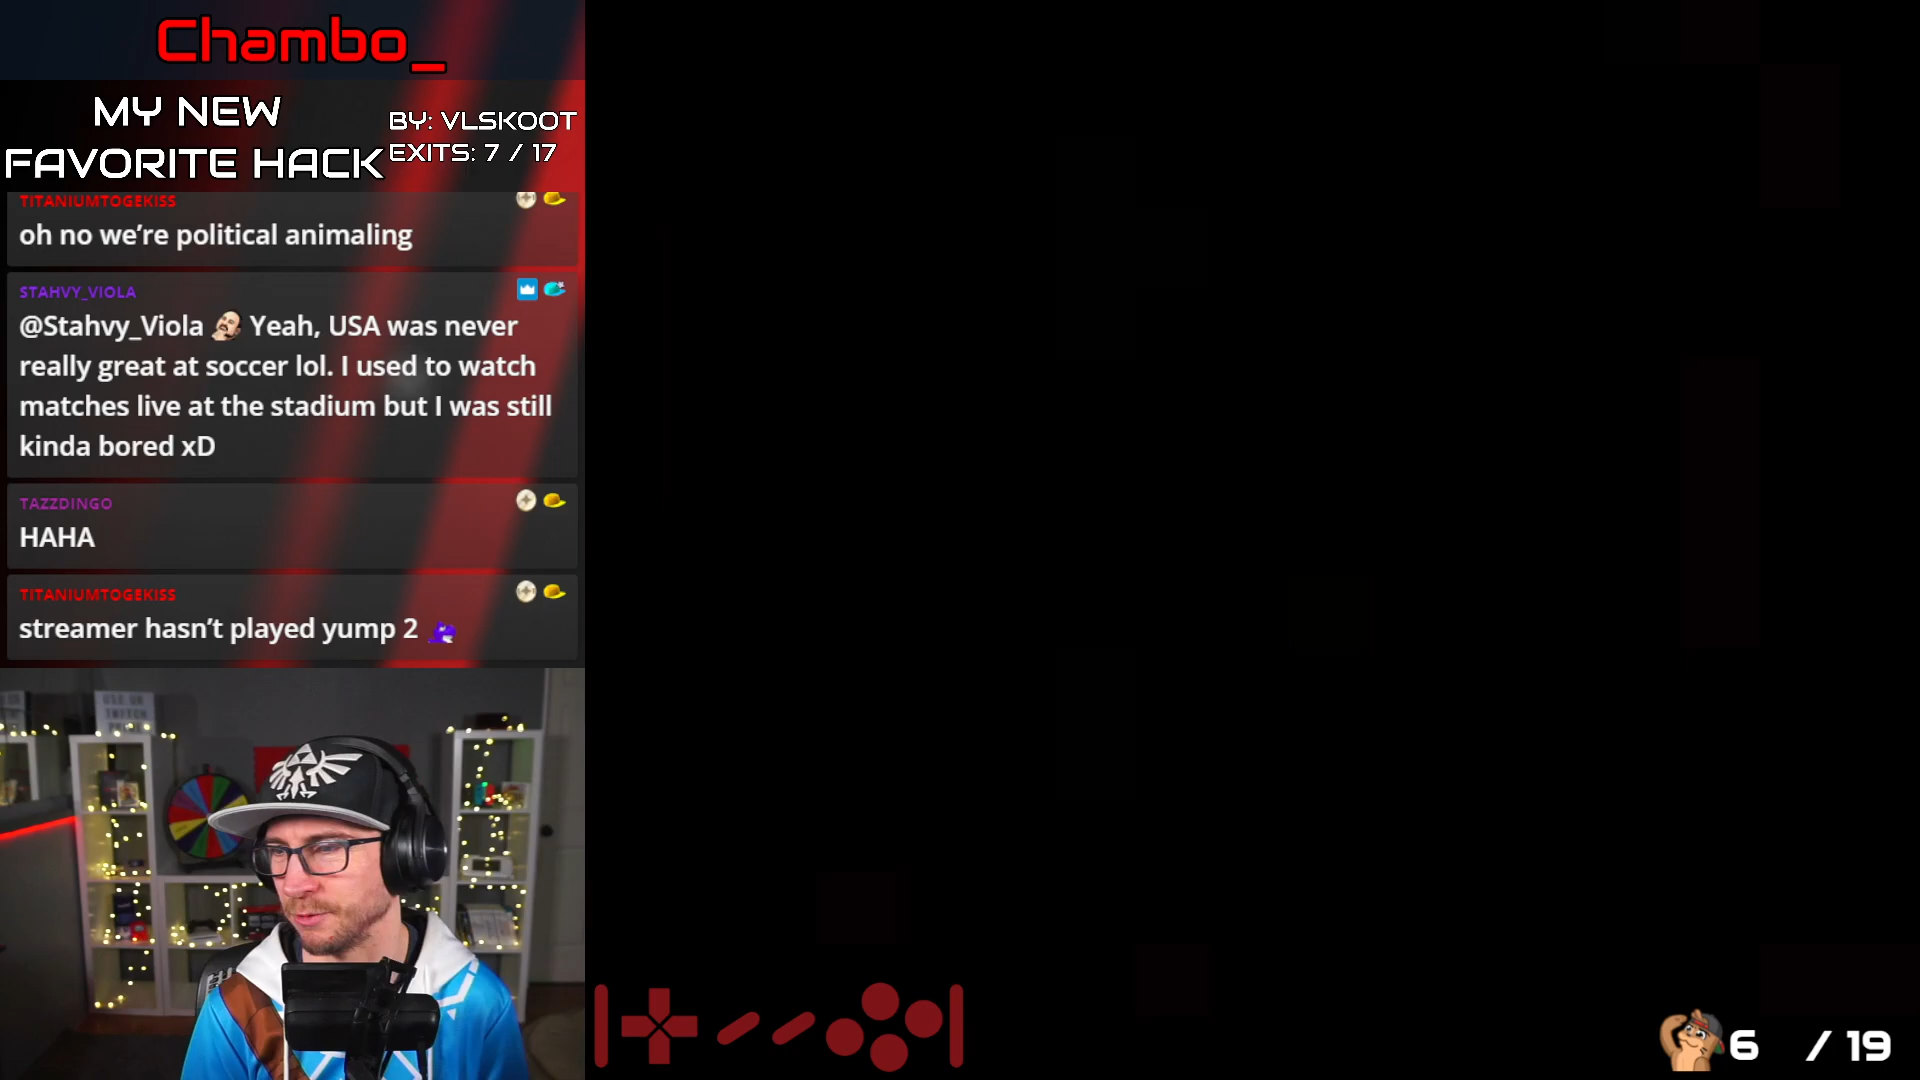 Chambo_
MY NEW
FAVORITE HACK
BY: VLSKOOT
EXITS: 7 / 17
TITANIUMTOGEKISS
oh no we’re political animaling
STAHVY_VIOLA
@Stahvy_Viola Yeah, USA was never
really great at soccer lol. I used to watch
matches live at the stadium but I was still
kinda bored xD
TAZZDINGO
HAHA
TITANIUMTOGEKISS
streamer hasn’t played yump 2
6 / 19